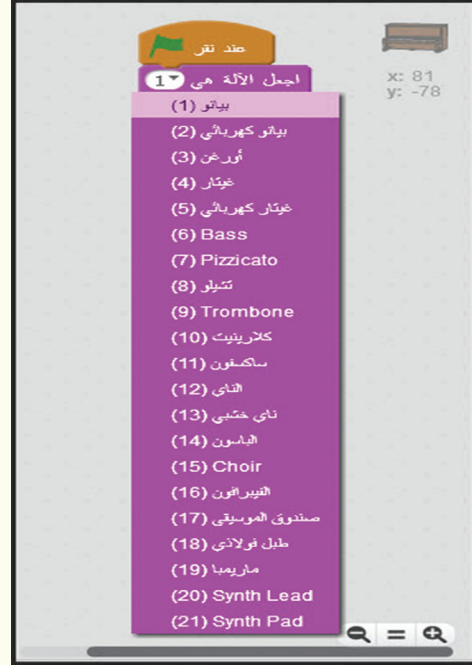 عند نقر
اجعل الآلة هي 1
x: 81
y: -78
(1) بيانو
(2) بيانو كهربائي
(3) أورغن
(4) غيتار
(5) غيتار كهربائي
(6) Bass
(7) Pizzicato
(8) تشيلو
(9) Trombone
(10) كلارينيت
(11) ساكسفون
(12) الناي
(13) ناي خشبي
(14) الباسون
(15) Choir
(16) الفيبرافون
(17) صندوق الموسيقى
(18) طبل فولاذي
(19) ماريمبا
(20) Synth Lead
(21) Synth Pad